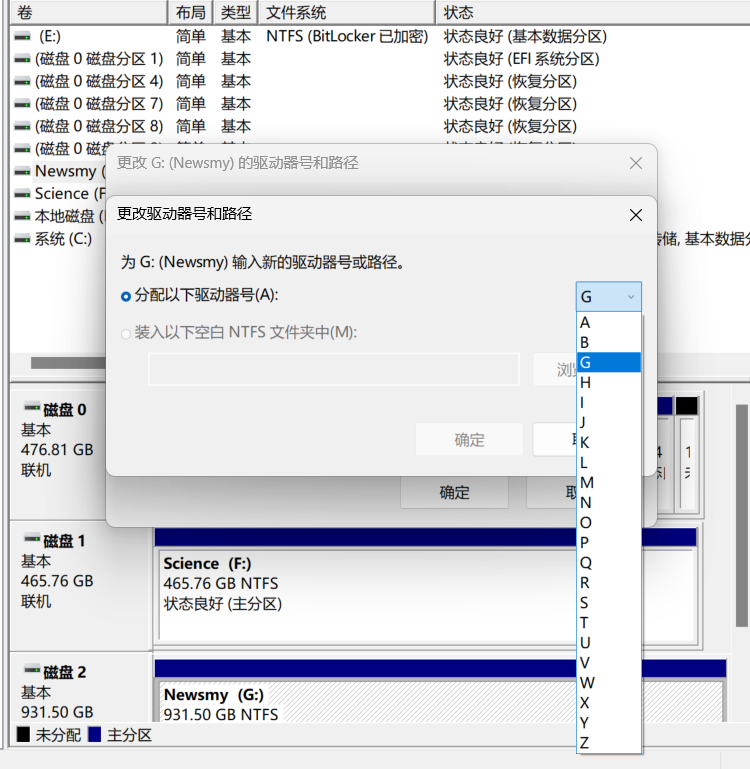 卷 布局 类型 文件系统 状态
(E:) 简单 基本 NTFS (BitLocker 已加密) 状态良好 (基本数据分区)
(磁盘 0 磁盘分区 1) 简单 基本 状态良好 (EFI 系统分区)
(磁盘 0 磁盘分区 4) 简单 基本 状态良好 (恢复分区)
(磁盘 0 磁盘分区 7) 简单 基本 状态良好 (恢复分区)
(磁盘 0 磁盘分区 8) 简单 基本 状态良好 (恢复分区)
(磁盘 0
Newsmy (
Science (F
本地磁盘 (
系统 (C:) 储, 基本数据分
更改 G: (Newsmy) 的驱动器号和路径
更改驱动器号和路径
为 G: (Newsmy) 输入新的驱动器号或路径。
分配以下驱动器号(A): G
装入以下空白 NTFS 文件夹中(M):
浏
确定
确定 取
A
B
G
H
I
J
K
L
M
N
O
P
Q
R
S
T
U
V
W
X
Y
Z
磁盘 0
基本
476.81 GB
联机
磁盘 1
基本
465.76 GB
联机
Science (F:)
465.76 GB NTFS
状态良好 (主分区)
磁盘 2
基本
931.50 GB
Newsmy (G:)
931.50 GB NTFS
未分配 主分区